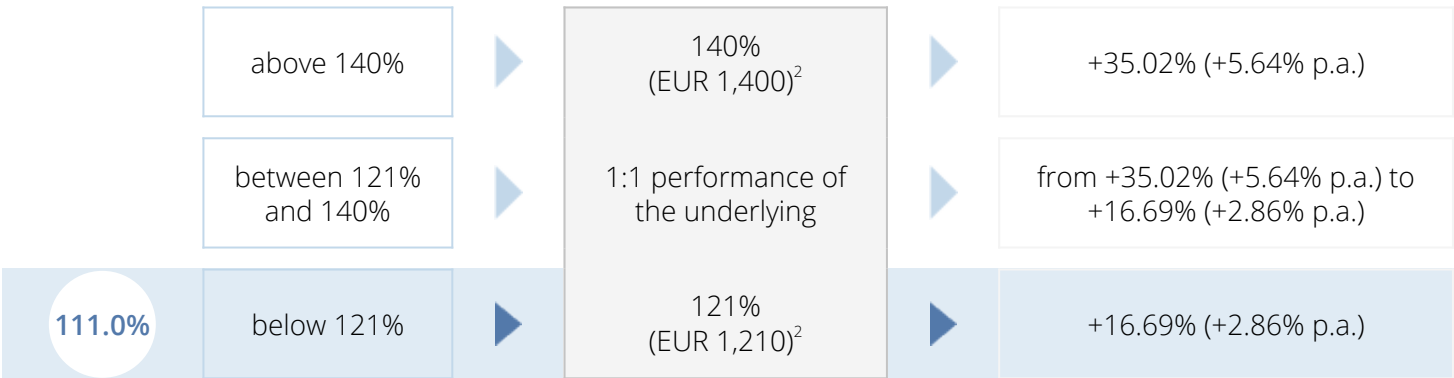 above 140%
140%
(EUR 1,400)²
+35.02% (+5.64% p.a.)
between 121%
and 140%
1:1 performance of
the underlying
from +35.02% (+5.64% p.a.) to
+16.69% (+2.86% p.a.)
111.0%
below 121%
121%
(EUR 1,210)²
+16.69% (+2.86% p.a.)